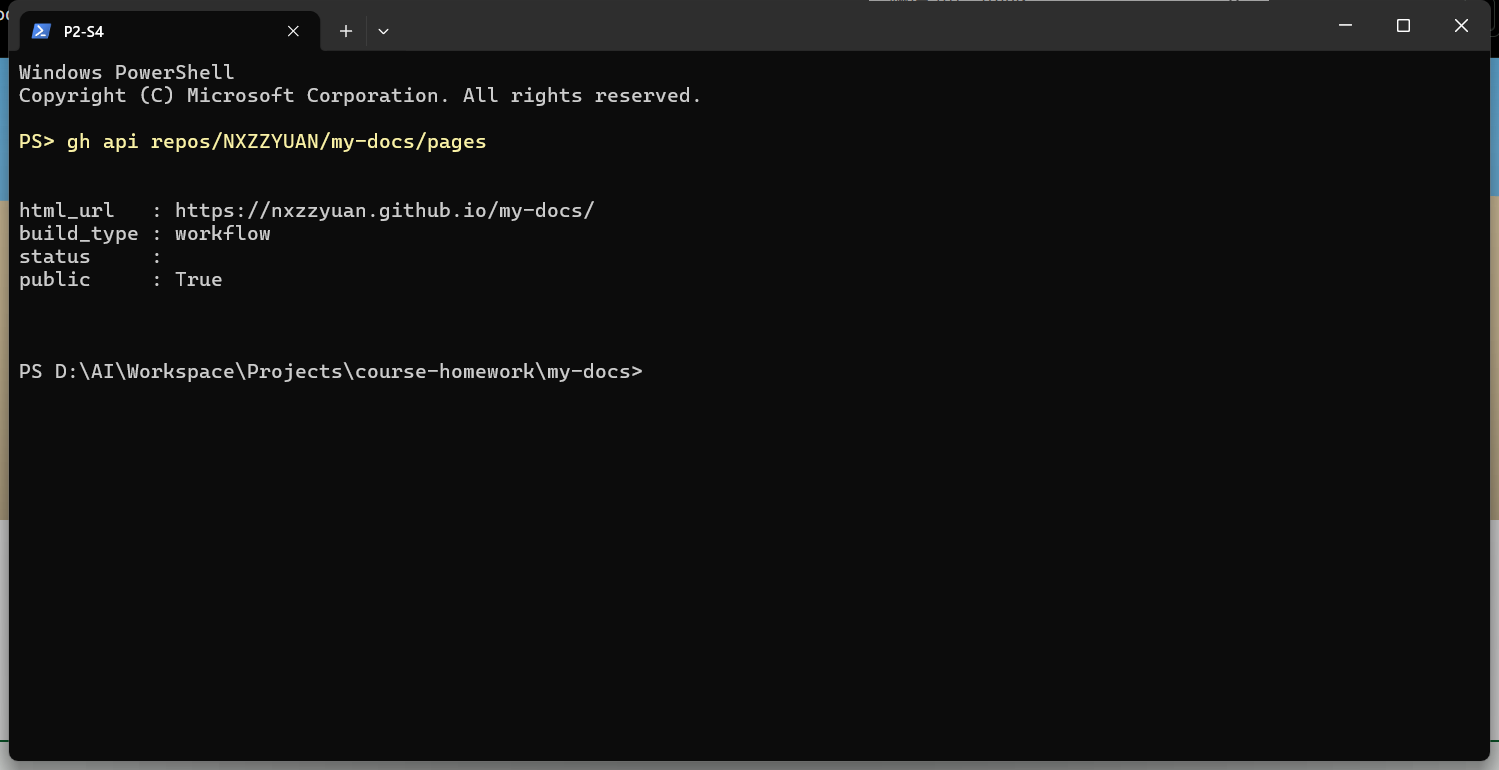 P2-S4
Windows PowerShell
Copyright (C) Microsoft Corporation. All rights reserved.
PS> gh api repos/NXZZYUAN/my-docs/pages
html_url   : https://nxzzyuan.github.io/my-docs/
build_type : workflow
status     :
public     : True
PS D:\AI\Workspace\Projects\course-homework\my-docs>